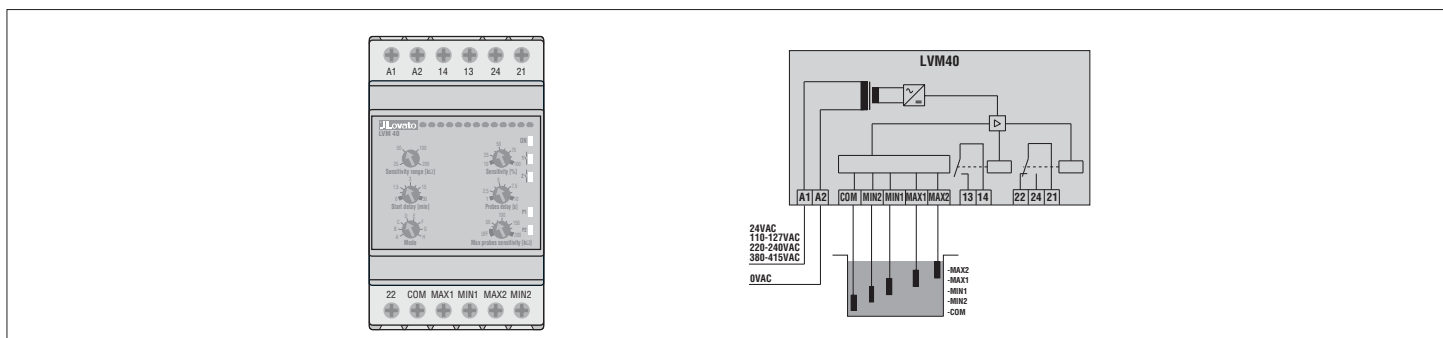 A1 A2 14 13 24 21
Lovato
LVM 40
ON
Sensitivity range [kΩ]
Sensitivity [%]
Start delay (min)
Probes delay [s]
Mode
Max probes sensitivity [kΩ]
22 COM MAX1 MIN1 MAX2 MIN2
LVM40
A1 A2 COM MIN2 MIN1 MAX1 MAX2 13 14 22 24 21
24VAC
110-127VAC
220-240VAC
380-415VAC
0VAC
-MAX2
-MAX1
-MIN1
-MIN2
-COM